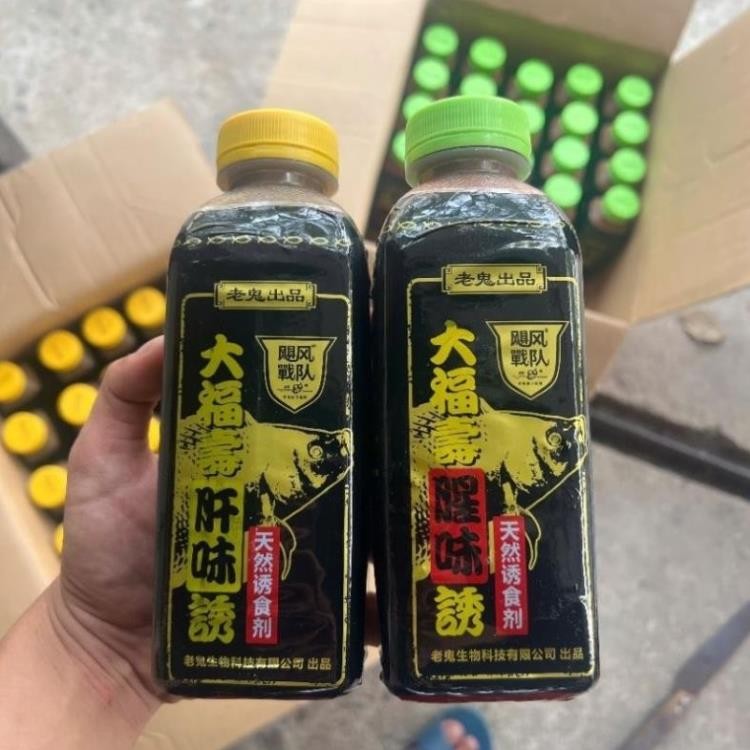 老鬼出品
飓风
戰队
大福壽
肝味
誘
天然诱食剂
老鬼生物科技有限公司 出品
老鬼出品
飓风
戰队
大福壽
腥味
誘
天然诱食剂
老鬼生物科技有限公司 出品